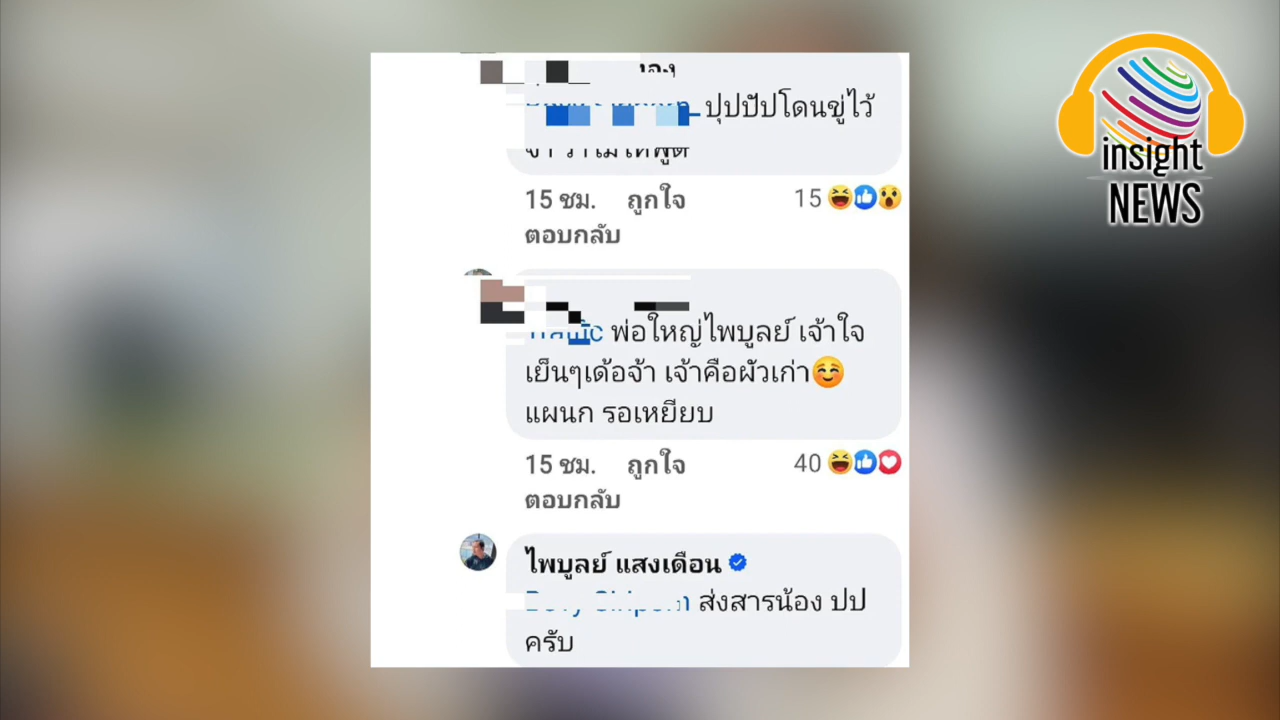 insight
NEWS
ปุปปัปโดนขู่ไว้
15 ชม. ถูกใจ 15
ตอบกลับ
พ่อใหญ่ไพบูลย์ เจ้าใจ
เย็นๆเด้อจ้า เจ้าคือผัวเก่า☺️
แผนก รอเหยียบ
15 ชม. ถูกใจ 40
ตอบกลับ
ไพบูลย์ แสงเดือน
ส่งสารน้อง ปป
ครับ